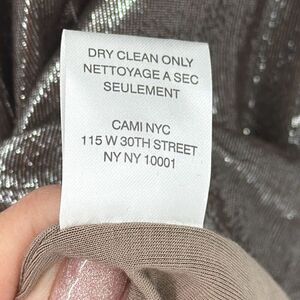 DRY CLEAN ONLY
NETTOYAGE A SEC
SEULEMENT
CAMI NYC
115 W 30TH STREET
NY NY 10001